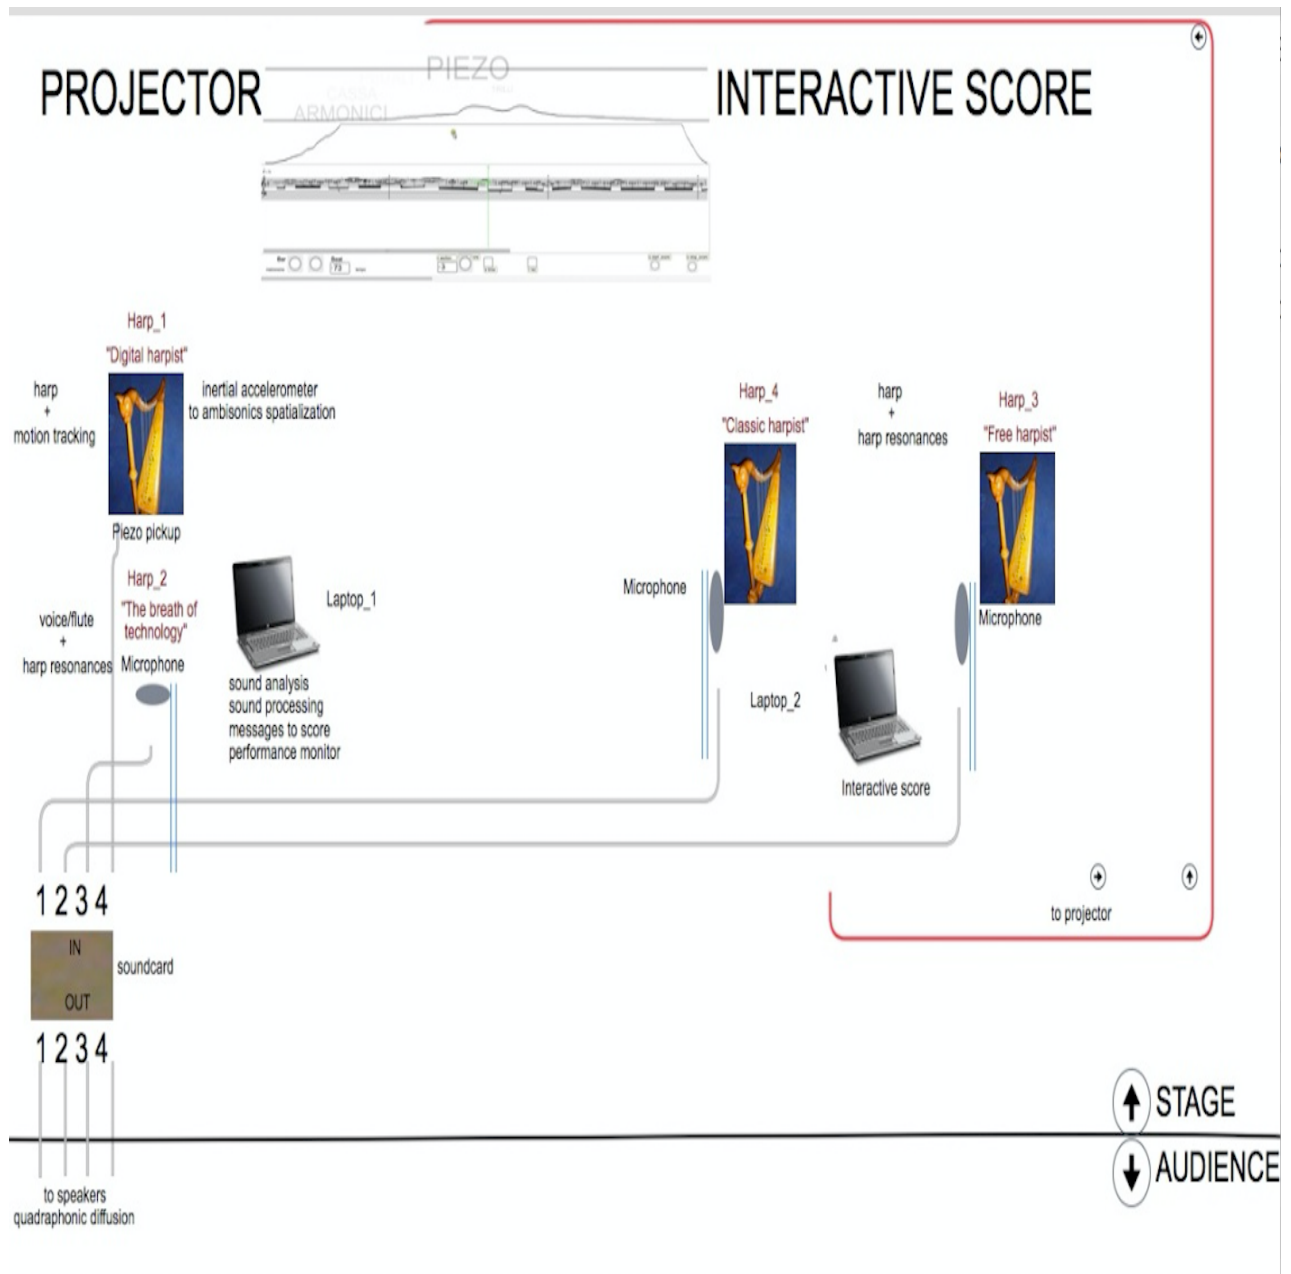 PROJECTOR
PIEZO
CASSA
ARMONICI
INTERACTIVE SCORE
73
3
Harp_1
"Digital harpist"
harp
+
motion tracking
inertial accelerometer
to ambisonics spatialization
Piezo pickup
Harp_4
"Classic harpist"
harp
+
harp resonances
Harp_3
"Free harpist"
Harp_2
"The breath of
technology"
voice/flute
+
harp resonances
Microphone
Laptop_1
sound analysis
sound processing
messages to score
performance monitor
Microphone
Microphone
Laptop_2
Interactive score
1 2 3 4
IN
OUT
soundcard
1 2 3 4
to projector
STAGE
AUDIENCE
to speakers
quadraphonic diffusion